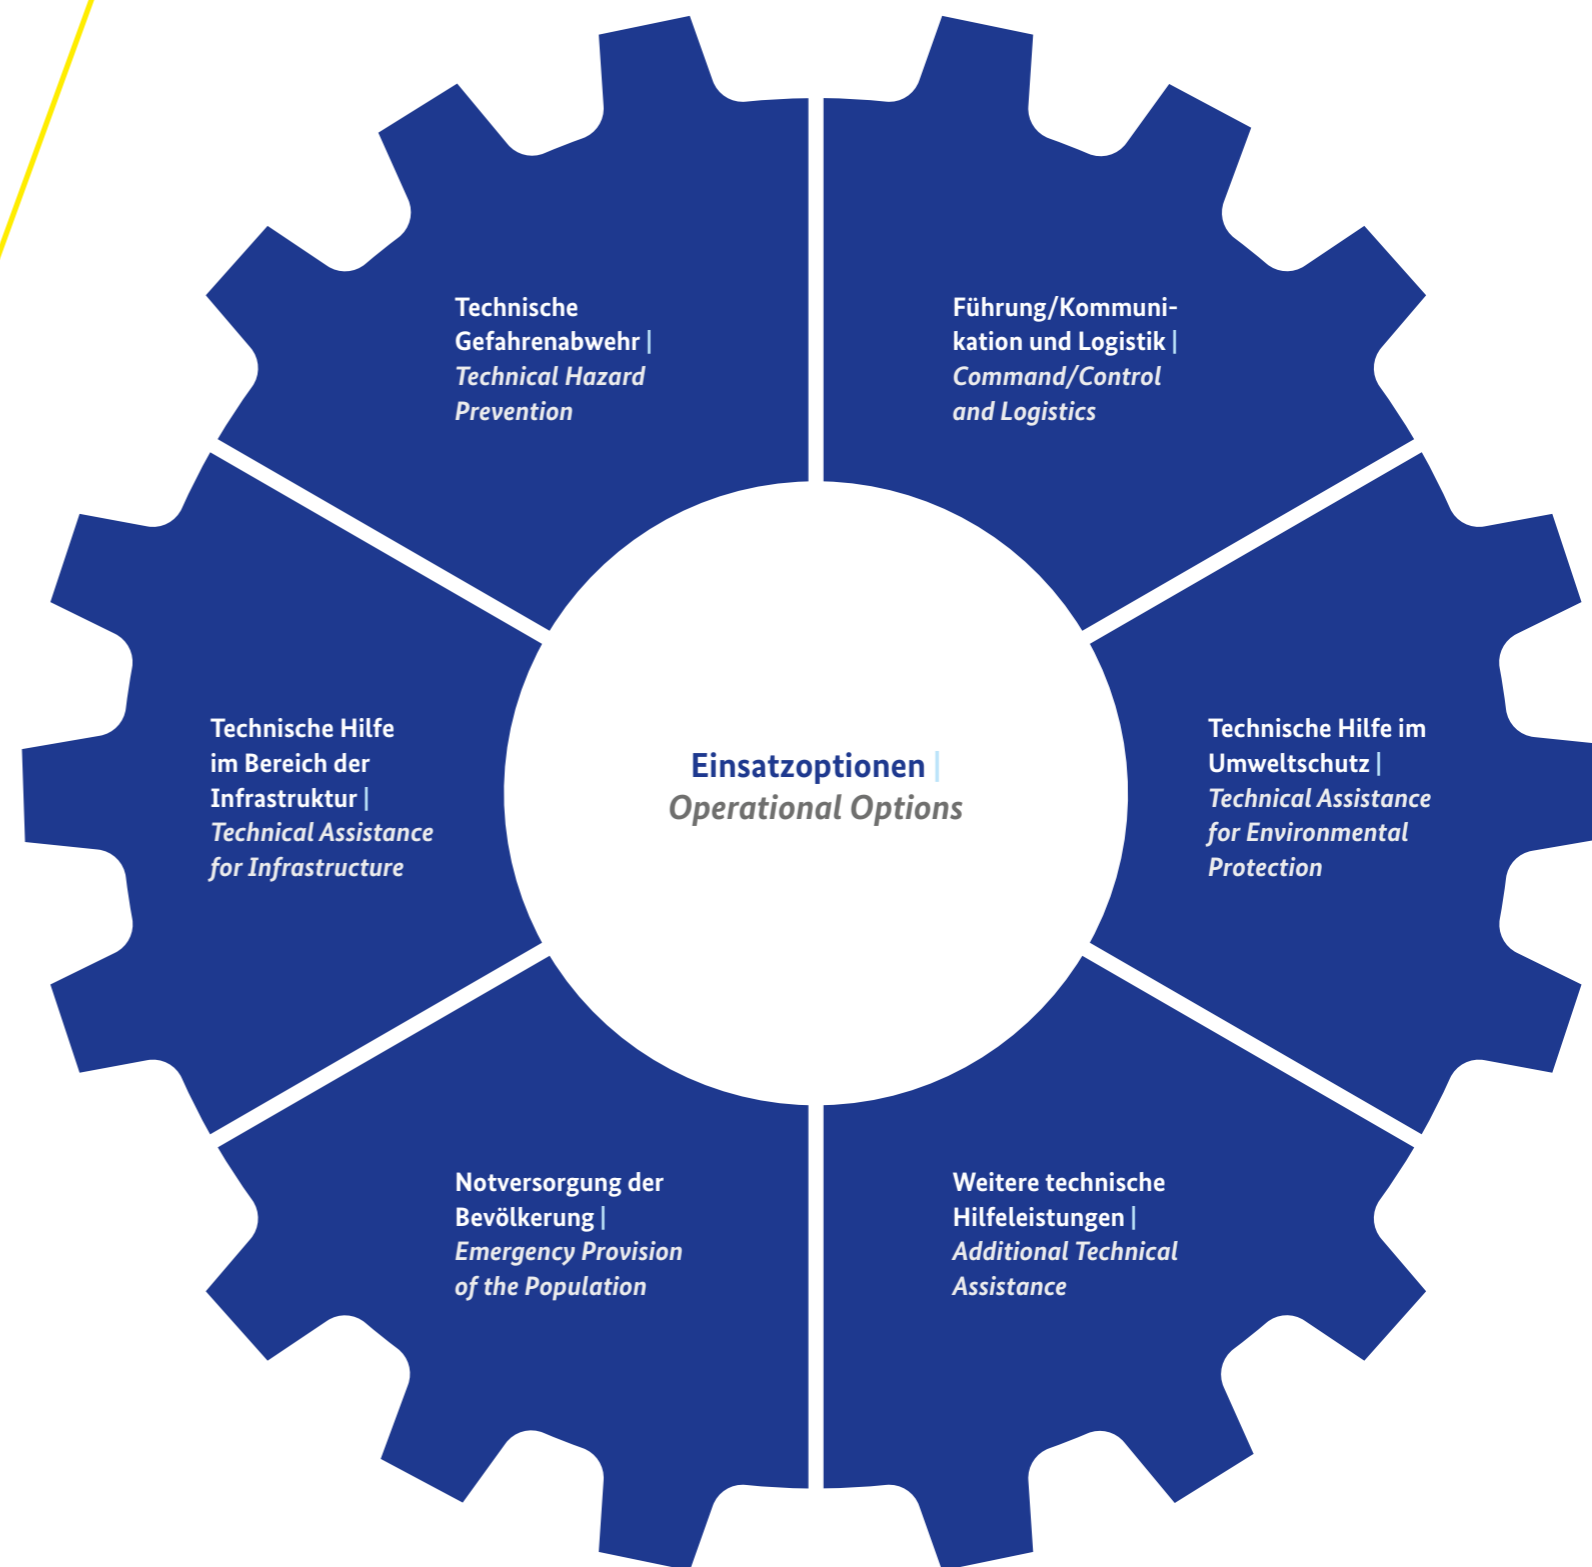 Technische
Gefahrenabwehr |
Technical Hazard
Prevention
Führung/Kommuni-
kation und Logistik |
Command/Control
and Logistics
Technische Hilfe
im Bereich der
Infrastruktur |
Technical Assistance
for Infrastructure
Einsatzoptionen |
Operational Options
Technische Hilfe im
Umweltschutz |
Technical Assistance
for Environmental
Protection
Notversorgung der
Bevölkerung |
Emergency Provision
of the Population
Weitere technische
Hilfeleistungen |
Additional Technical
Assistance